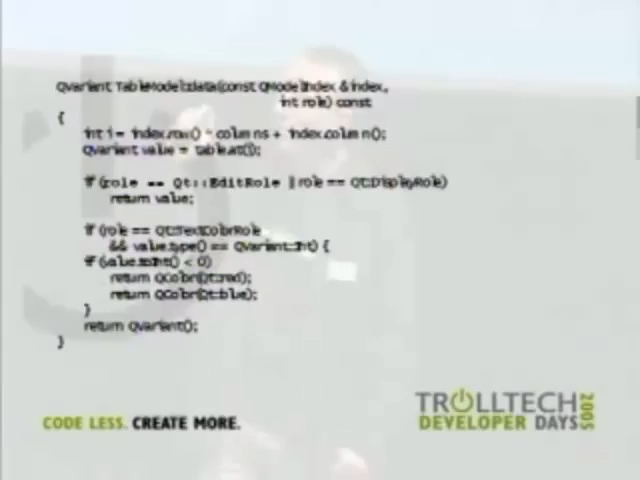 QVariant TableModel::data(const QModelIndex & index,
int role) const
{
int i = index.row() * columns + index.column();
QVariant value = table.at(i);
if (role == Qt::EditRole || role == Qt::DisplayRole)
return value;
if (role == Qt::TextColorRole
&& value.type() == QVariant::Int) {
if (value.toInt() < 0)
return QColor(Qt::red);
return QColor(Qt::blue);
}
return QVariant();
}
CODE LESS. CREATE MORE.
TROLLTECH
DEVELOPER DAYS 2005